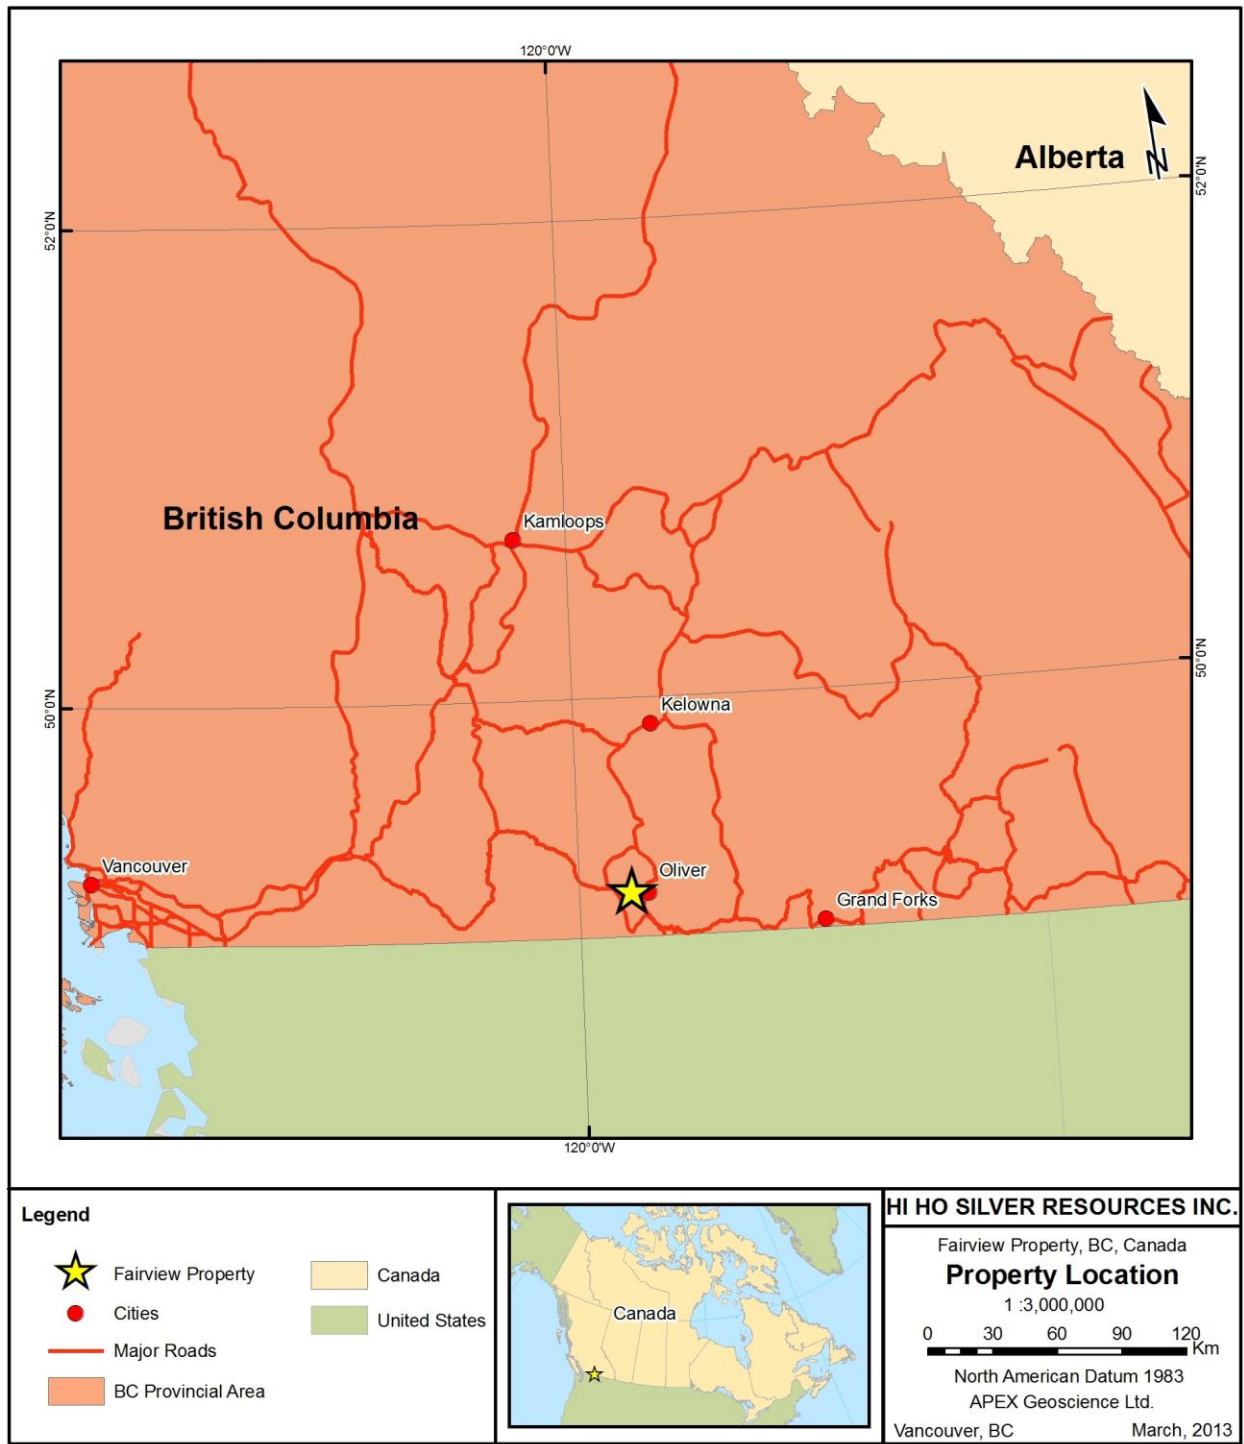 120°0'W
Alberta
N
52°0'N
52°0'N
British Columbia
Kamloops
50°0'N
50°0'N
Kelowna
Vancouver
Oliver
Grand Forks
120°0'W
Legend
Fairview Property
Cities
Major Roads
BC Provincial Area
Canada
United States
Canada
HI HO SILVER RESOURCES INC.
Fairview Property, BC, Canada
Property Location
1 :3,000,000
0 30 60 90 120
Km
North American Datum 1983
APEX Geoscience Ltd.
Vancouver, BC March, 2013